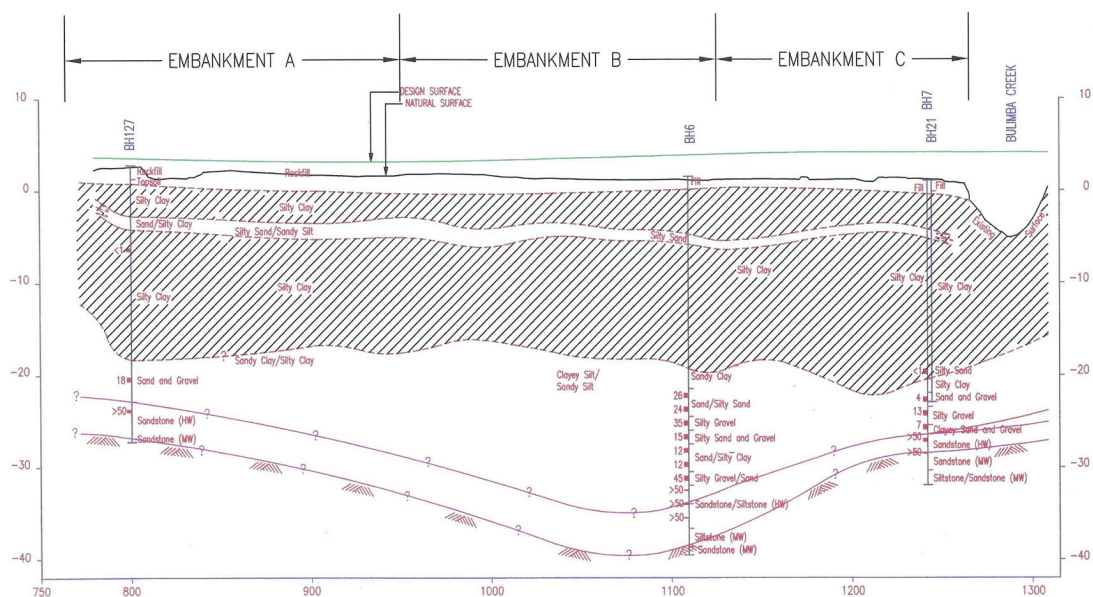 EMBANKMENT A
EMBANKMENT B
EMBANKMENT C
DESIGN SURFACE
NATURAL SURFACE
BH127
BH6
BH7
BH21
BULIMBA CREEK
10
0
-10
-20
-30
-40
10
0
-10
-20
-30
-40
Rockfill
Topsoil
Silty Clay
Sand/Silty Clay
<1
Silty Clay
18
Sand and Gravel
>50
Sandstone (HW)
Sandstone (MW)
Rockfill
Silty Clay
Silty Sand/Sandy Silt
Silty Clay
?
Sandy Clay/Silty Clay
Clayey Silt/
Sandy Silt
Fill
Silty Sand
Silty Clay
Sandy Clay
26
Sand/Silty Sand
24
35
Silty Gravel
15
Silty Sand and Gravel
12
Sand/Silty Clay
12
45
Silty Gravel/Sand
>50
>50
Sandstone/Siltstone (HW)
>50
Siltstone (MW)
Sandstone (MW)
Fill
Fill
Silty Clay
Silty Clay
<1
Silty Sand
Silty Clay
4
Sand and Gravel
13
Silty Gravel
7
Clayey Sand and Gravel
>50
Sandstone (HW)
>50
Sandstone (MW)
Siltstone/Sandstone (MW)
Existing
Surface
? ? ? ? ? ? ? ?
? ? ? ? ? ? ? ?
750
800
900
1000
1100
1200
1300